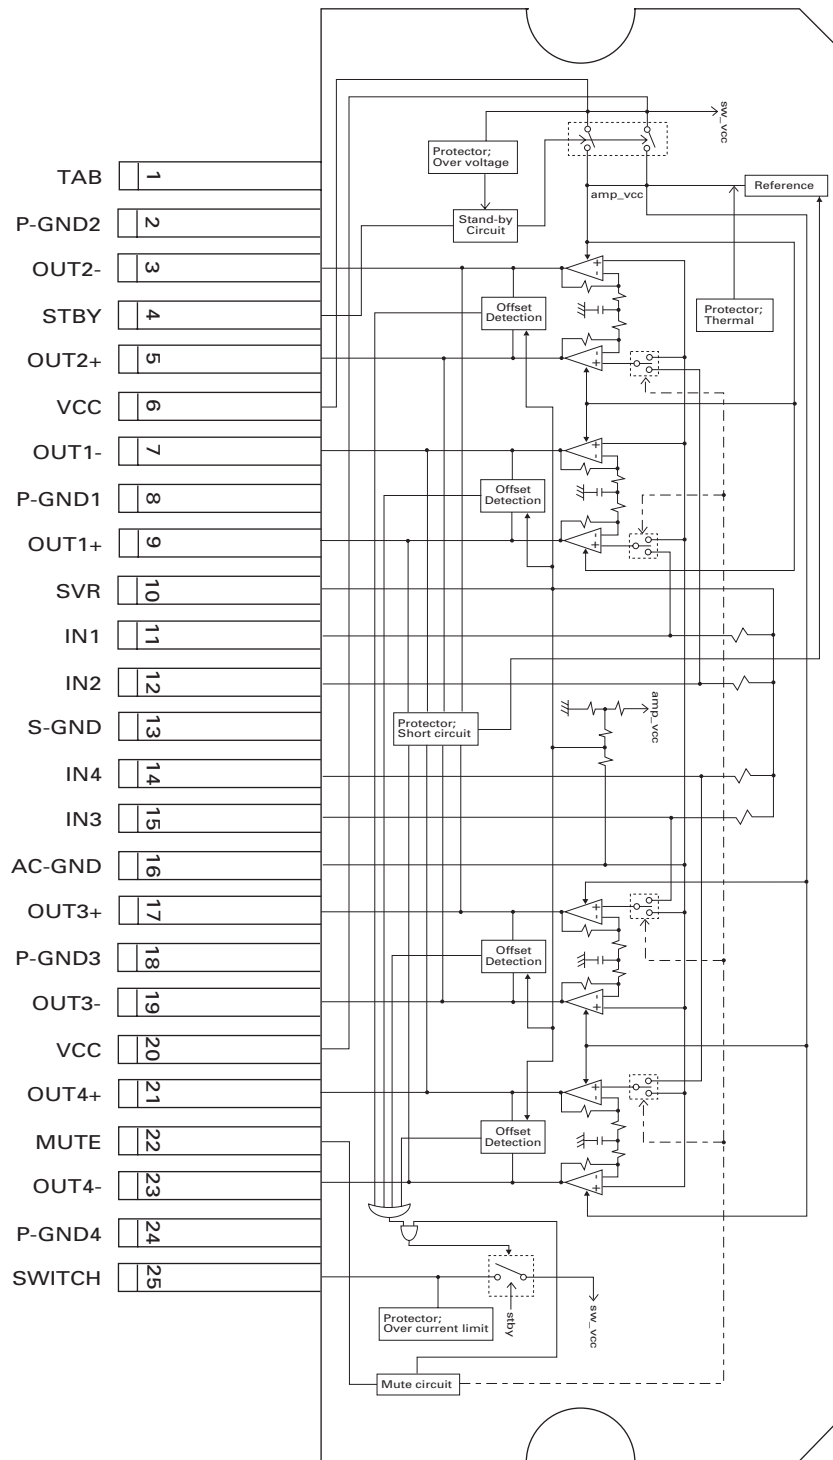 sw_vcc
Protector;
Over voltage
TAB 1
Reference
amp_vcc
P-GND2 2
Stand-by
Circuit
OUT2- 3
+
-
Offset
Detection
Protector;
Thermal
STBY 4
OUT2+ 5
-
+
VCC 6
OUT1- 7
+
-
Offset
Detection
P-GND1 8
OUT1+ 9
-
+
SVR 10
IN1 11
IN2 12
amp_vcc
S-GND 13
Protector;
Short circuit
IN4 14
IN3 15
AC-GND 16
OUT3+ 17
+
-
Offset
Detection
P-GND3 18
OUT3- 19
-
+
VCC 20
OUT4+ 21
+
-
Offset
Detection
MUTE 22
OUT4- 23
-
+
P-GND4 24
SWITCH 25
stby
sw_vcc
Protector;
Over current limit
Mute circuit